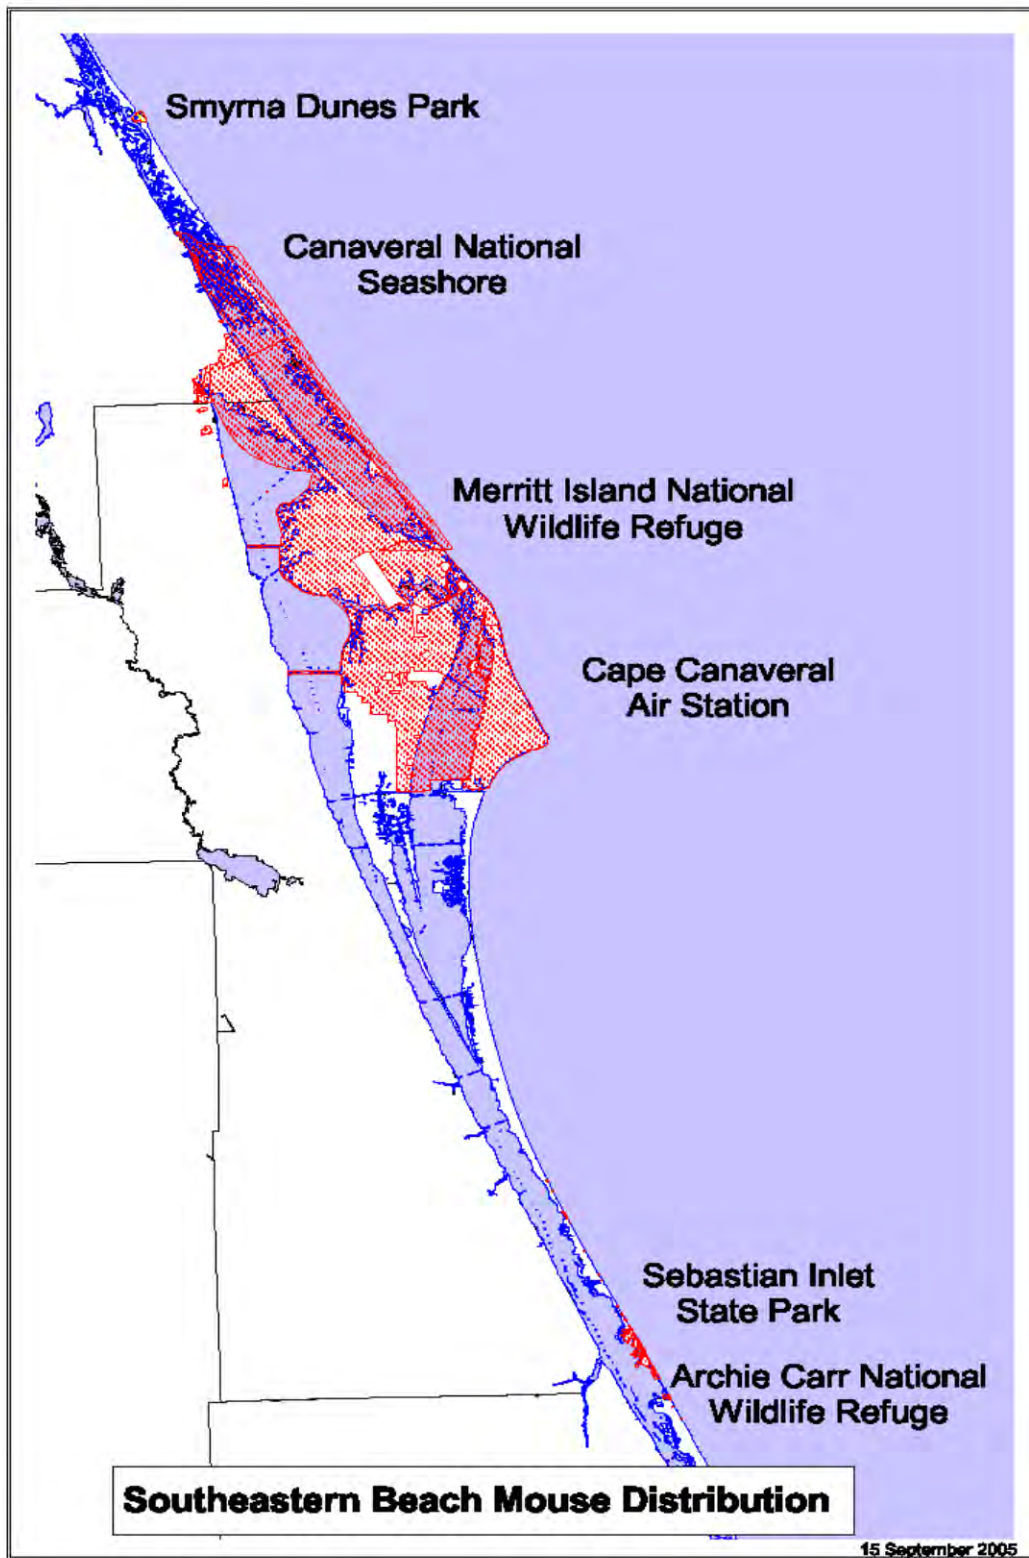 Smyrna Dunes Park
Canaveral National
Seashore
Merritt Island National
Wildlife Refuge
Cape Canaveral
Air Station
Sebastian Inlet
State Park
Archie Carr National
Wildlife Refuge
Southeastern Beach Mouse Distribution
15 September 2005